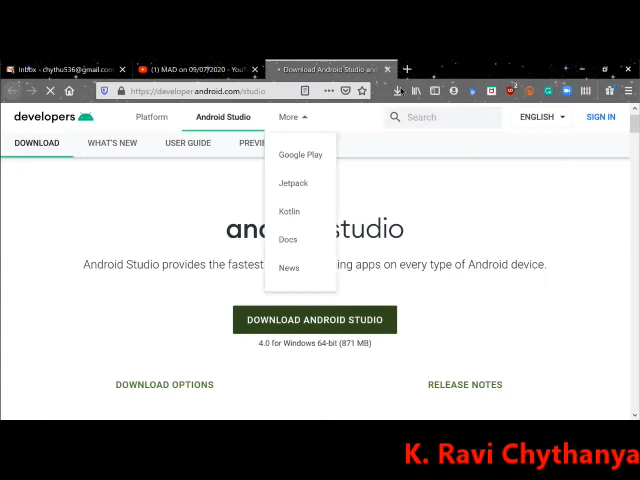 Inbox - chythu536@gmail.com
(1) MAD on 09/07/2020 - YouT
Download Android Studio and
https://developer.android.com/studio
developers
Platform
Android Studio
More
Search
ENGLISH
SIGN IN
DOWNLOAD
WHAT'S NEW
USER GUIDE
PREVIE
Google Play
Jetpack
Kotlin
Docs
News
studio
Android Studio provides the fastest
ing apps on every type of Android device.
DOWNLOAD ANDROID STUDIO
4.0 for Windows 64-bit (871 MB)
DOWNLOAD OPTIONS
RELEASE NOTES
K. Ravi Chythanya